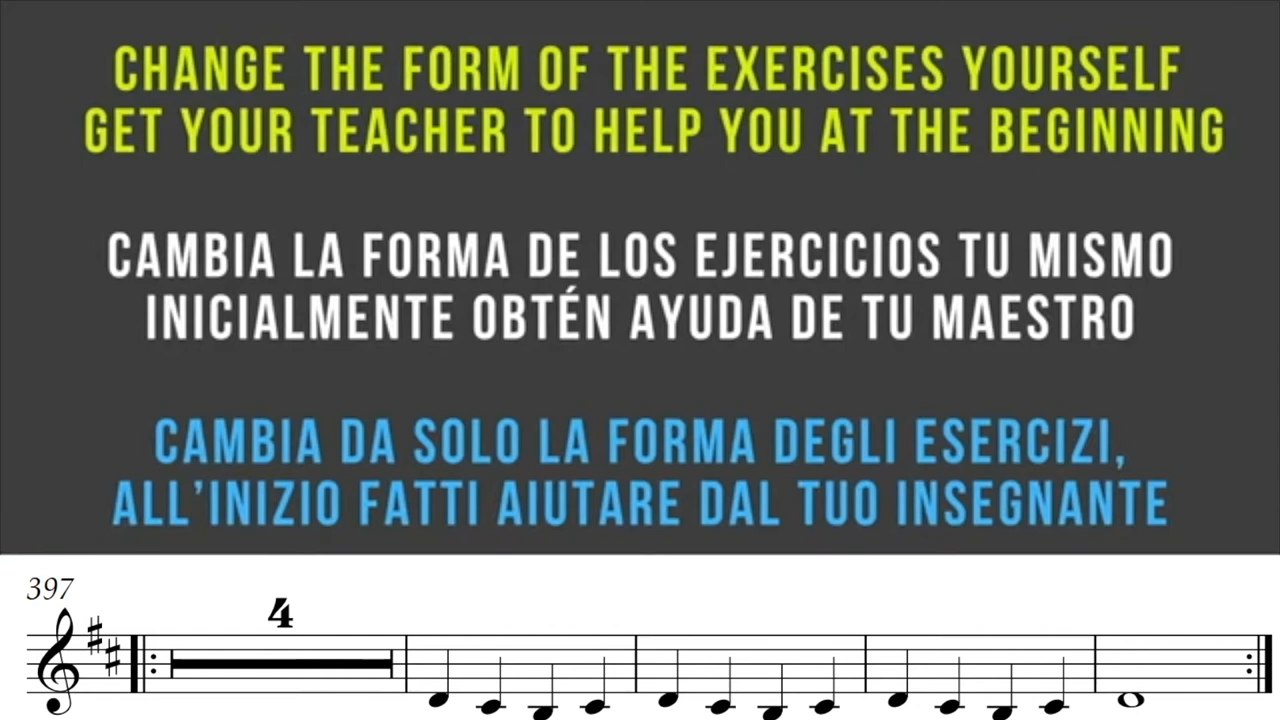 CHANGE THE FORM OF THE EXERCISES YOURSELF
GET YOUR TEACHER TO HELP YOU AT THE BEGINNING
CAMBIA LA FORMA DE LOS EJERCICIOS TU MISMO
INICIALMENTE OBTÉN AYUDA DE TU MAESTRO
CAMBIA DA SOLO LA FORMA DEGLI ESERCIZI,
ALL’INIZIO FATTI AIUTARE DAL TUO INSEGNANTE
397
4